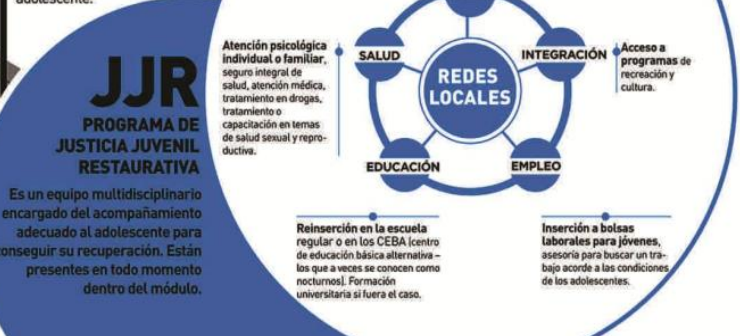 adolescente.
JJR
PROGRAMA DE
JUSTICIA JUVENIL
RESTAURATIVA
Es un equipo multidisciplinario
encargado del acompañamiento
adecuado al adolescente para
conseguir su recuperación. Están
presentes en todo momento
dentro del módulo.
Atención psicológica
individual o familiar,
seguro integral de
salud, atención médica,
tratamiento en drogas,
tratamiento o
capacitación en temas
de salud sexual y repro-
ductiva.
SALUD
REDES
LOCALES
INTEGRACIÓN
Acceso a
programas de
recreación y
cultura.
EDUCACIÓN
EMPLEO
Reinserción en la escuela
regular o en los CEBA (centro
de educación básica alternativa –
los que a veces se conocen como
nocturnos). Formación
universitaria si fuera el caso.
Inserción a bolsas
laborales para jóvenes,
asesoría para buscar un tra-
bajo acorde a las condiciones
de los adolescentes.